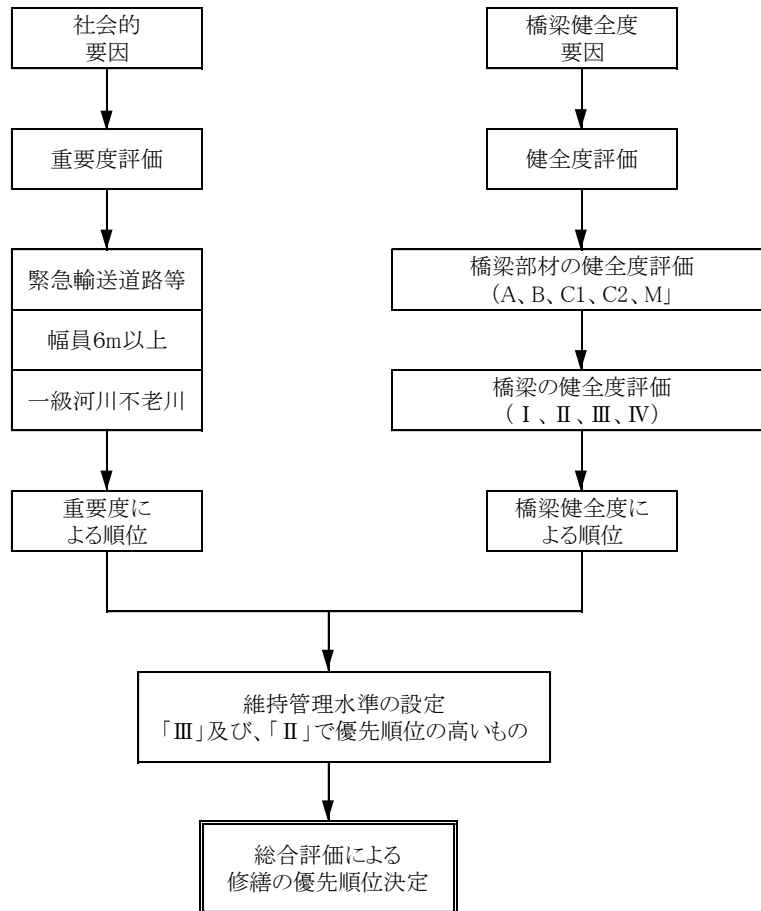 社会的
要因
重要度評価
緊急輸送道路等
幅員6m以上
一級河川不老川
重要度に
よる順位
橋梁健全度
要因
健全度評価
橋梁部材の健全度評価
(A、B、C1、C2、M」
橋梁の健全度評価
(Ⅰ、Ⅱ、Ⅲ、Ⅳ)
橋梁健全度に
よる順位
維持管理水準の設定
「Ⅲ」及び、「Ⅱ」で優先順位の高いもの
総合評価による
修繕の優先順位決定